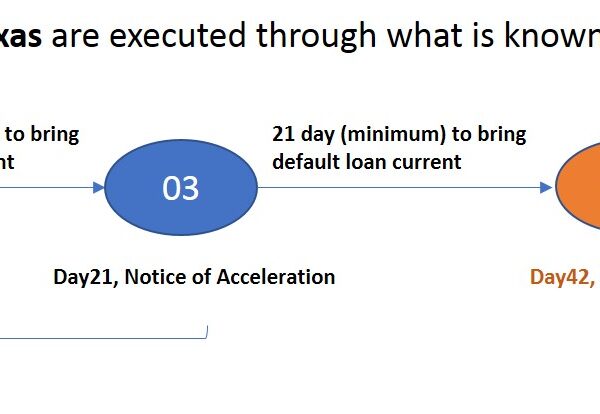 xas are executed through what is known
to bring
nt
21 day (minimum) to bring
default loan current
03
Day21, Notice of Acceleration
Day42,